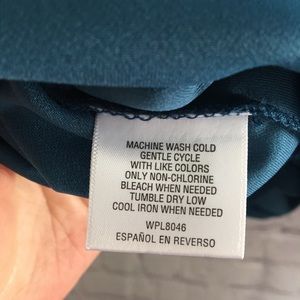 MACHINE WASH COLD
GENTLE CYCLE
WITH LIKE COLORS
ONLY NON-CHLORINE
BLEACH WHEN NEEDED
TUMBLE DRY LOW
COOL IRON WHEN NEEDED
WPL8046
ESPAÑOL EN REVERSO